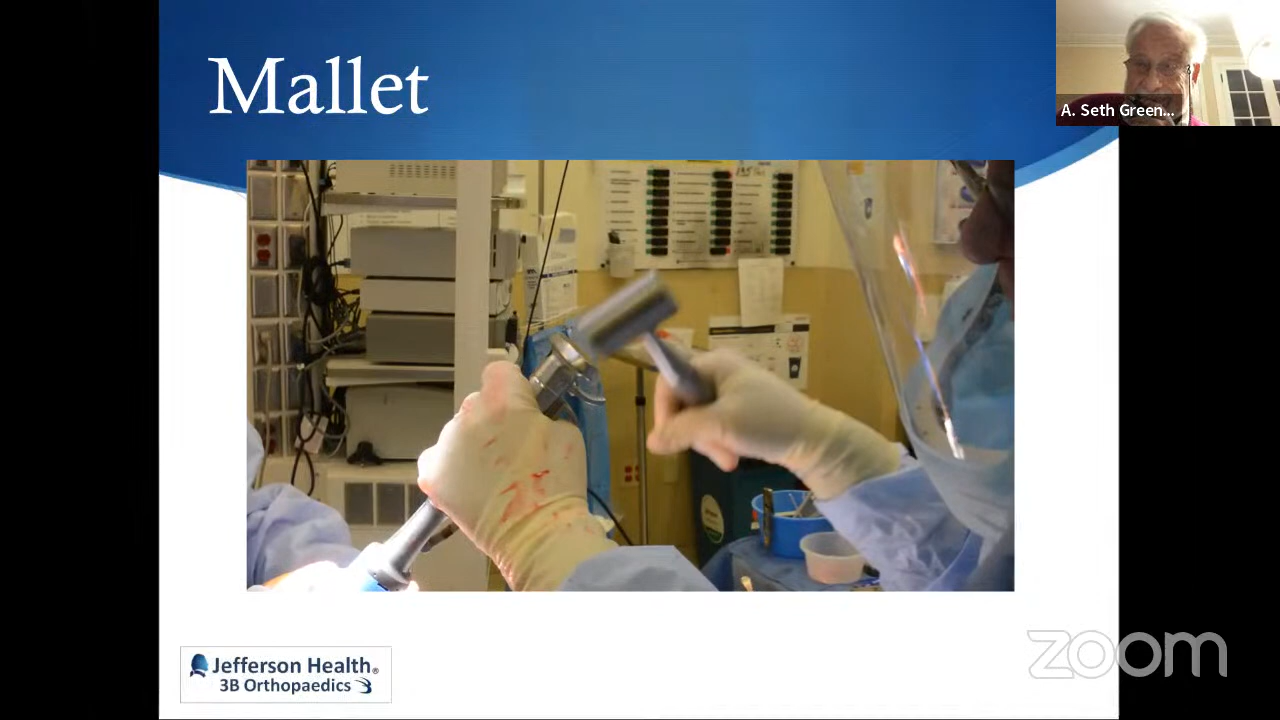 Mallet
A. Seth Green...
Jefferson Health®
3B Orthopaedics
zoom